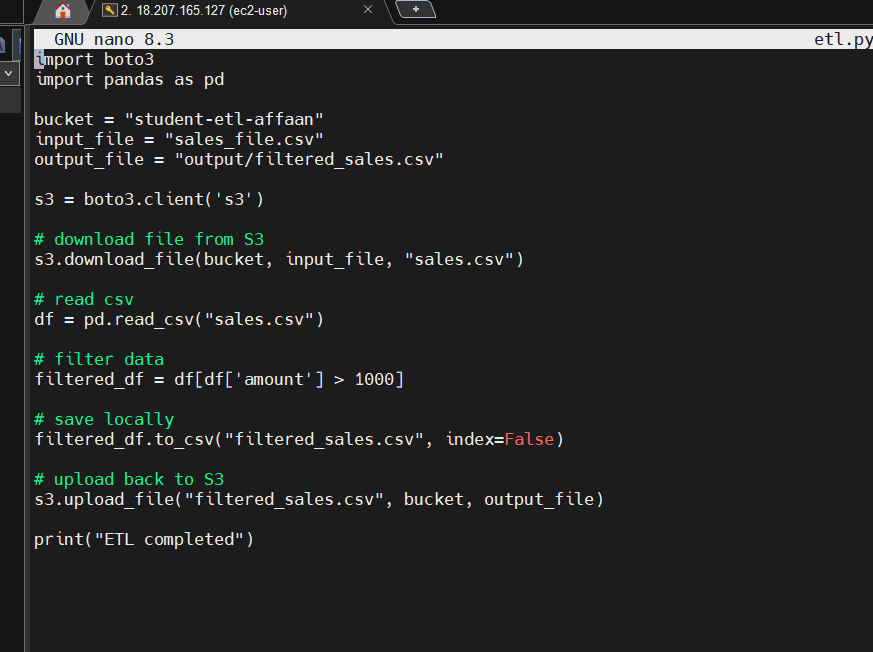 2. 18.207.165.127 (ec2-user)
GNU nano 8.3 etl.py
import boto3
import pandas as pd
bucket = "student-etl-affaan"
input_file = "sales_file.csv"
output_file = "output/filtered_sales.csv"
s3 = boto3.client('s3')
# download file from S3
s3.download_file(bucket, input_file, "sales.csv")
# read csv
df = pd.read_csv("sales.csv")
# filter data
filtered_df = df[df['amount'] > 1000]
# save locally
filtered_df.to_csv("filtered_sales.csv", index=False)
# upload back to S3
s3.upload_file("filtered_sales.csv", bucket, output_file)
print("ETL completed")